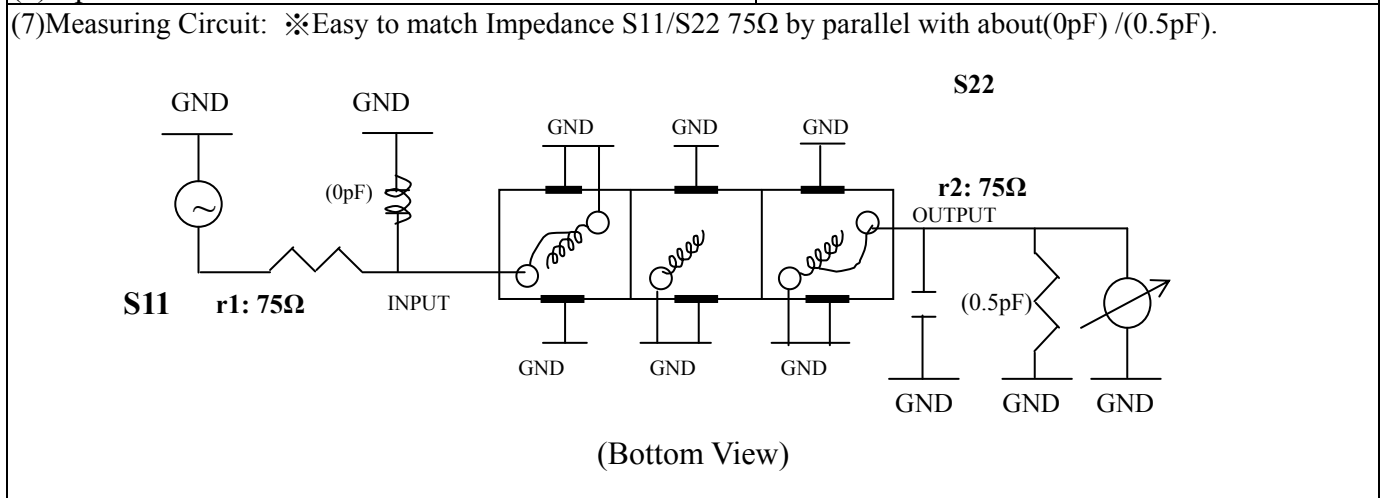 (7)Measuring Circuit: ※Easy to match Impedance S11/S22 75Ω by parallel with about(0pF) /(0.5pF).
S22
GND
GND
GND
GND
GND
(0pF)
r2: 75Ω
OUTPUT
~
S11
r1: 75Ω
INPUT
(0.5pF)
GND
GND
GND
GND
GND
GND
(Bottom View)